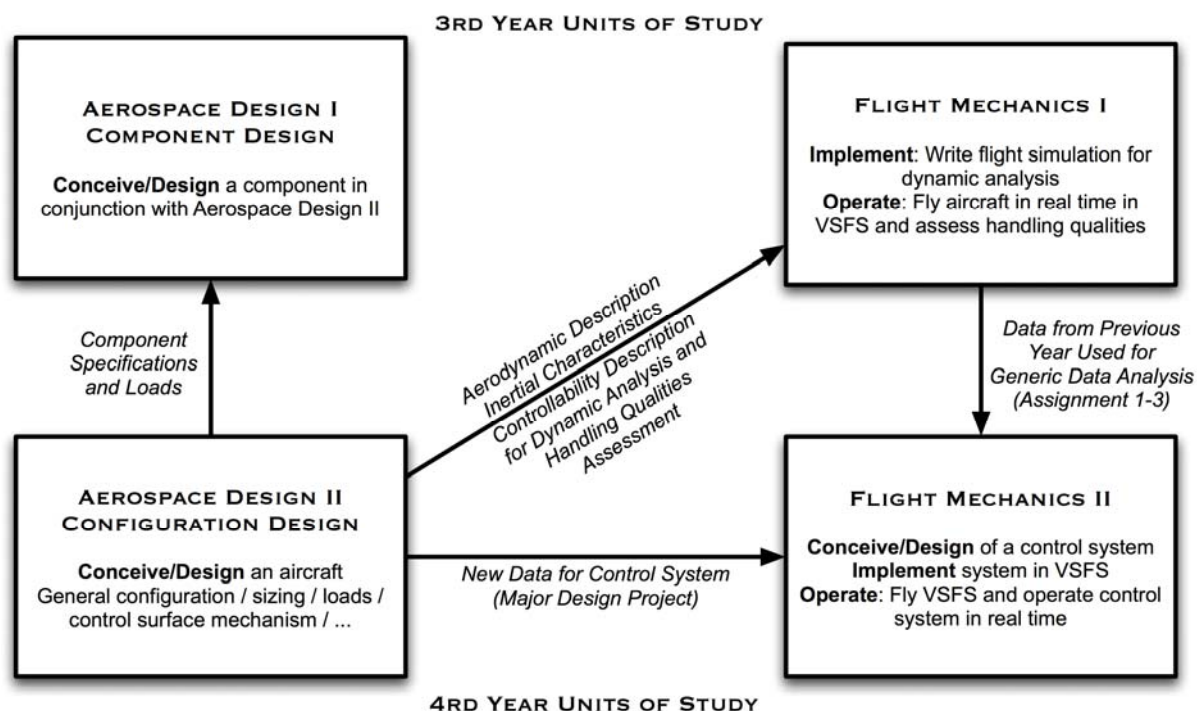 3RD YEAR UNITS OF STUDY
AEROSPACE DESIGN I
COMPONENT DESIGN
Conceive/Design a component in
conjunction with Aerospace Design II
FLIGHT MECHANICS I
Implement: Write flight simulation for
dynamic analysis
Operate: Fly aircraft in real time in
VSFS and assess handling qualities
Component
Specifications
and Loads
Aerodynamic Description
Inertial Characteristics
Controllability Description
for Dynamic Analysis and
Handling Qualities
Assessment
Data from Previous
Year Used for
Generic Data Analysis
(Assignment 1-3)
AEROSPACE DESIGN II
CONFIGURATION DESIGN
Conceive/Design an aircraft
General configuration / sizing / loads /
control surface mechanism / ...
New Data for Control System
(Major Design Project)
FLIGHT MECHANICS II
Conceive/Design of a control system
Implement system in VSFS
Operate: Fly VSFS and operate control
system in real time
4RD YEAR UNITS OF STUDY